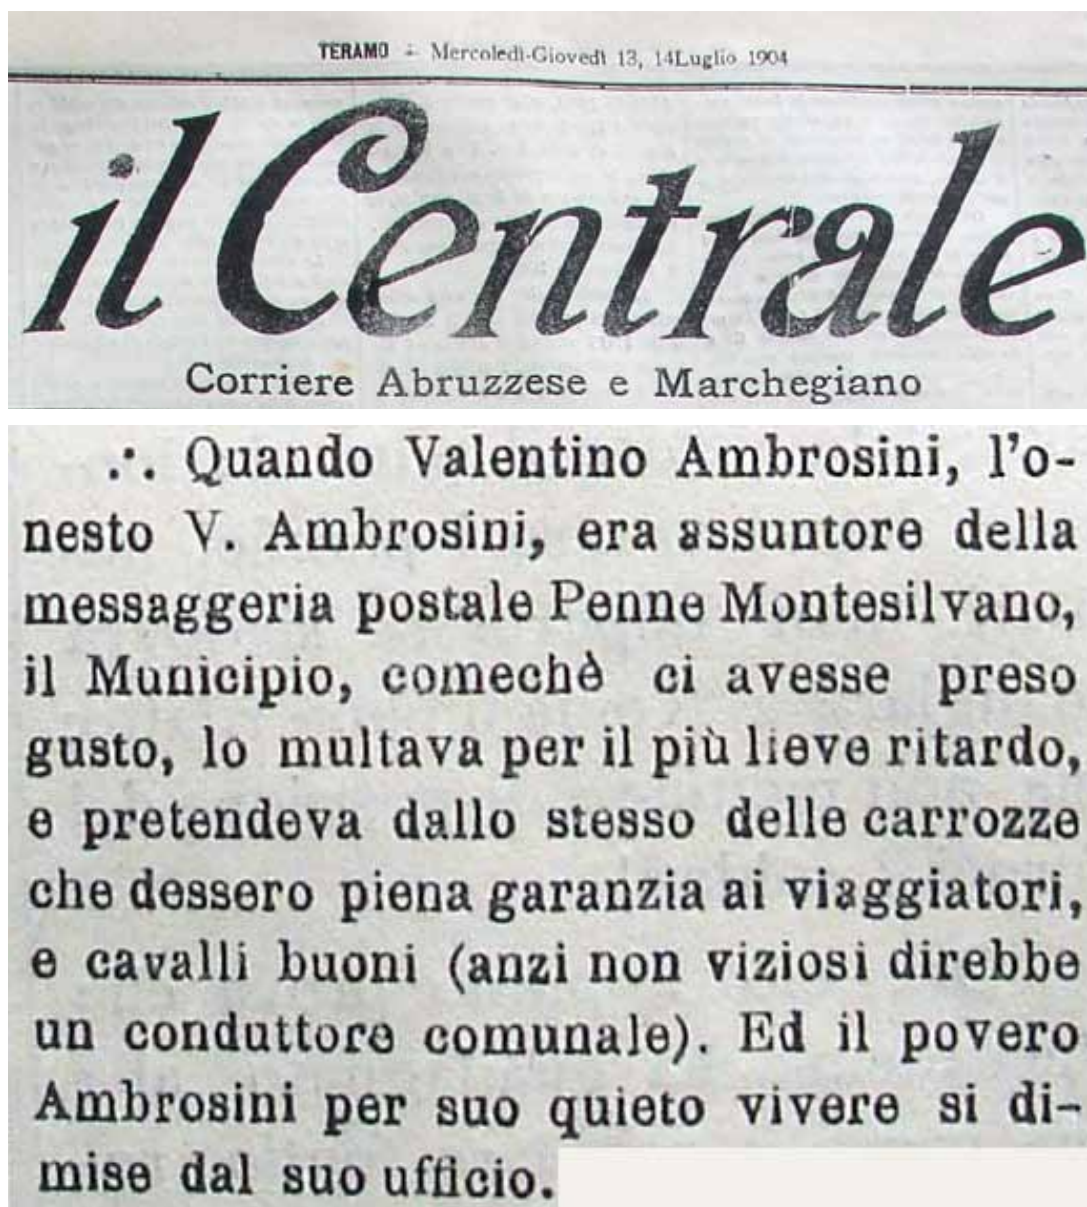 TERAMO - Mercoledì-Giovedì 13, 14 Luglio 1904
il Centrale
Corriere Abruzzese e Marchegiano
∴ Quando Valentino Ambrosini, l'o-
nesto V. Ambrosini, era assuntore della
messaggeria postale Penne Montesilvano,
il Municipio, comechè ci avesse preso
gusto, lo multava per il più lieve ritardo,
e pretendeva dallo stesso delle carrozze
che dessero piena garanzia ai viaggiatori,
e cavalli buoni (anzi non viziosi direbbe
un conduttore comunale). Ed il povero
Ambrosini per suo quieto vivere si di-
mise dal suo ufficio.